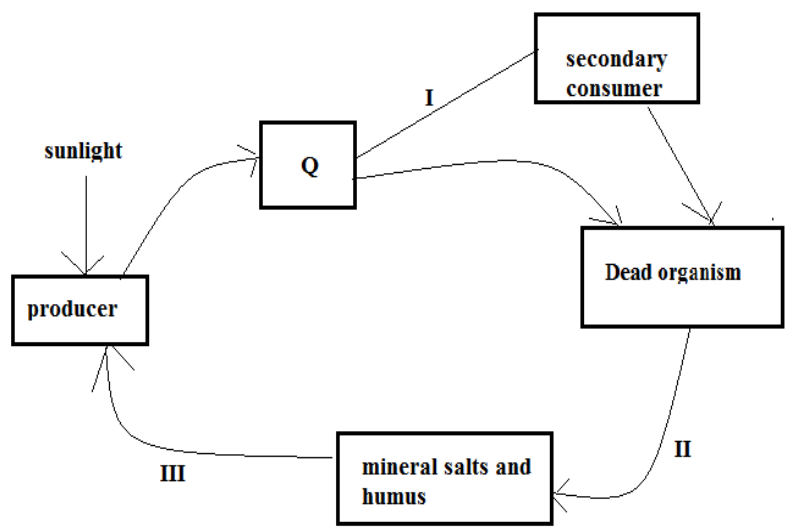 secondary
consumer
I
sunlight
Q
Dead organism
producer
II
mineral salts and
humus
III